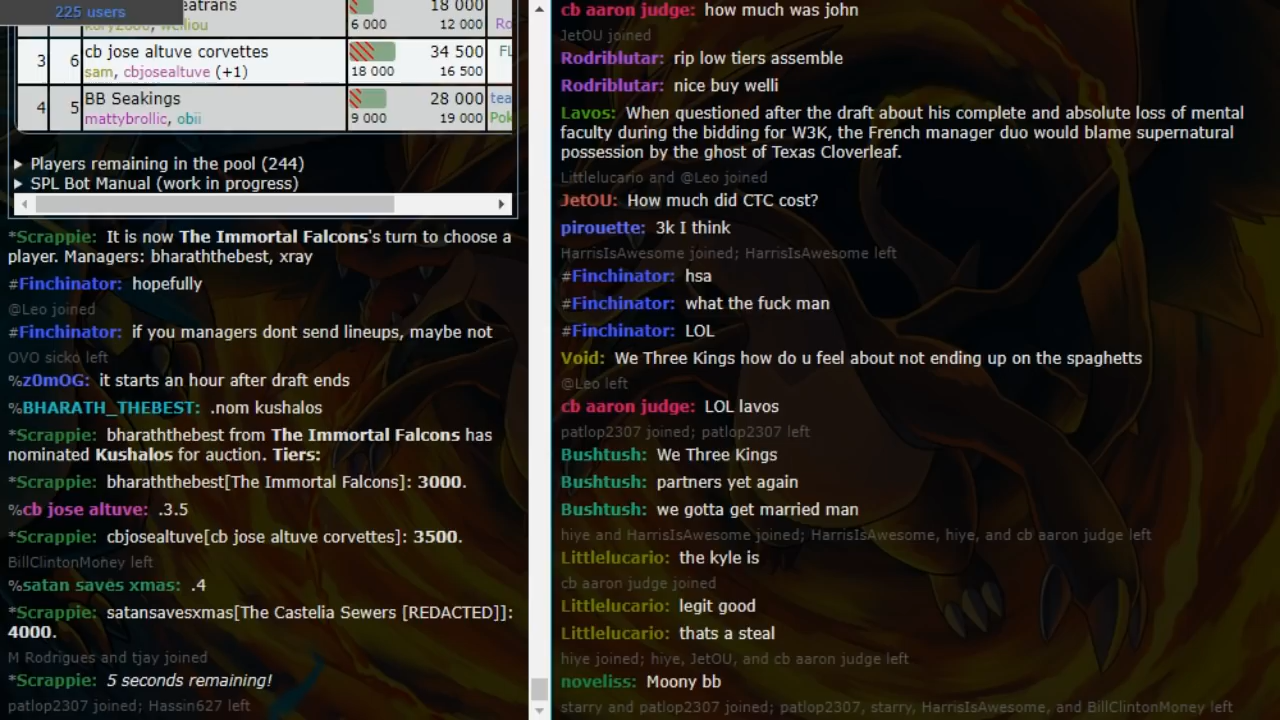 225 users
eatrans
18 000
6 000
12 000
Ro
3
6
cb jose altuve corvettes
34 500
FL
sam, cbjosealtuve (+1)
18 000
16 500
4
5
BB Seakings
28 000
tea
mattybrollic, obii
9 000
19 000
Pok
► Players remaining in the pool (244)
► SPL Bot Manual (work in progress)
*Scrappie: It is now The Immortal Falcons's turn to choose a
player. Managers: bharaththebest, xray
#Finchinator: hopefully
@Leo joined
#Finchinator: if you managers dont send lineups, maybe not
OVO sicko left
%z0mOG: it starts an hour after draft ends
%BHARATH_THEBEST: .nom kushalos
*Scrappie: bharaththebest from The Immortal Falcons has
nominated Kushalos for auction. Tiers:
*Scrappie: bharaththebest[The Immortal Falcons]: 3000.
%cb jose altuve: .3.5
*Scrappie: cbjosealtuve[cb jose altuve corvettes]: 3500.
BillClintonMoney left
%satan saves xmas: .4
*Scrappie: satansavesxmas[The Castelia Sewers [REDACTED]]:
4000.
M Rodrigues and tjay joined
*Scrappie: 5 seconds remaining!
patlop2307 joined; Hassin627 left
cb aaron judge: how much was john
JetOU joined
Rodriblutar: rip low tiers assemble
Rodriblutar: nice buy welli
Lavos: When questioned after the draft about his complete and absolute loss of mental
faculty during the bidding for W3K, the French manager duo would blame supernatural
possession by the ghost of Texas Cloverleaf.
Littlelucario and @Leo joined
JetOU: How much did CTC cost?
pirouette: 3k I think
HarrisIsAwesome joined; HarrisIsAwesome left
#Finchinator: hsa
#Finchinator: what the fuck man
#Finchinator: LOL
Void: We Three Kings how do u feel about not ending up on the spaghetts
@Leo left
cb aaron judge: LOL lavos
patlop2307 joined; patlop2307 left
Bushtush: We Three Kings
Bushtush: partners yet again
Bushtush: we gotta get married man
hiye and HarrisIsAwesome joined; HarrisIsAwesome, hiye, and cb aaron judge left
Littlelucario: the kyle is
cb aaron judge joined
Littlelucario: legit good
Littlelucario: thats a steal
hiye joined; hiye, JetOU, and cb aaron judge left
noveliss: Moony bb
starry and patlop2307 joined; patlop2307, starry, HarrisIsAwesome, and BillClintonMoney left